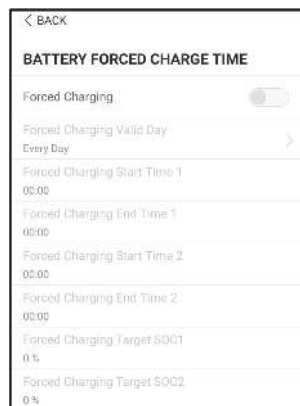 < BACK
BATTERY FORCED CHARGE TIME
Forced Charging
Forced Charging Valid Day
Every Day
Forced Charging Start Time 1
00:00
Forced Charging End Time 1
00:00
Forced Charging Start Time 2
00:00
Forced Charging End Time 2
00:00
Forced Charging Target SOC1
0 %
Forced Charging Target SOC2
0 %